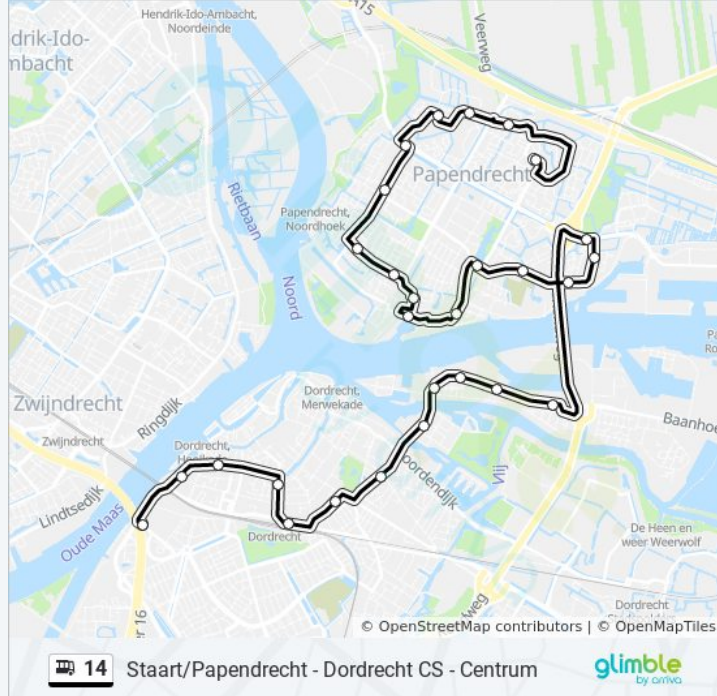 Hendrik-Ido-Ambacht,
Noordeinde
A15
Veerweg
drik-Ido-
mbacht
Papendrecht
Rietbaan
Papendrecht,
Noordhoek
Noord
Zwijndrecht
Ringdijk
Dordrecht,
Merwekade
Baanhoe
Zwijndrecht
Dordrecht,
oordendijk
Lindtsedijk
Oude Maas
Dordrecht
De Heen en
weer Weerwolf
Dordrecht
weg
© OpenStreetMap contributors | © OpenMapTiles
14 Staart/Papendrecht - Dordrecht CS - Centrum
glimble
by arriva